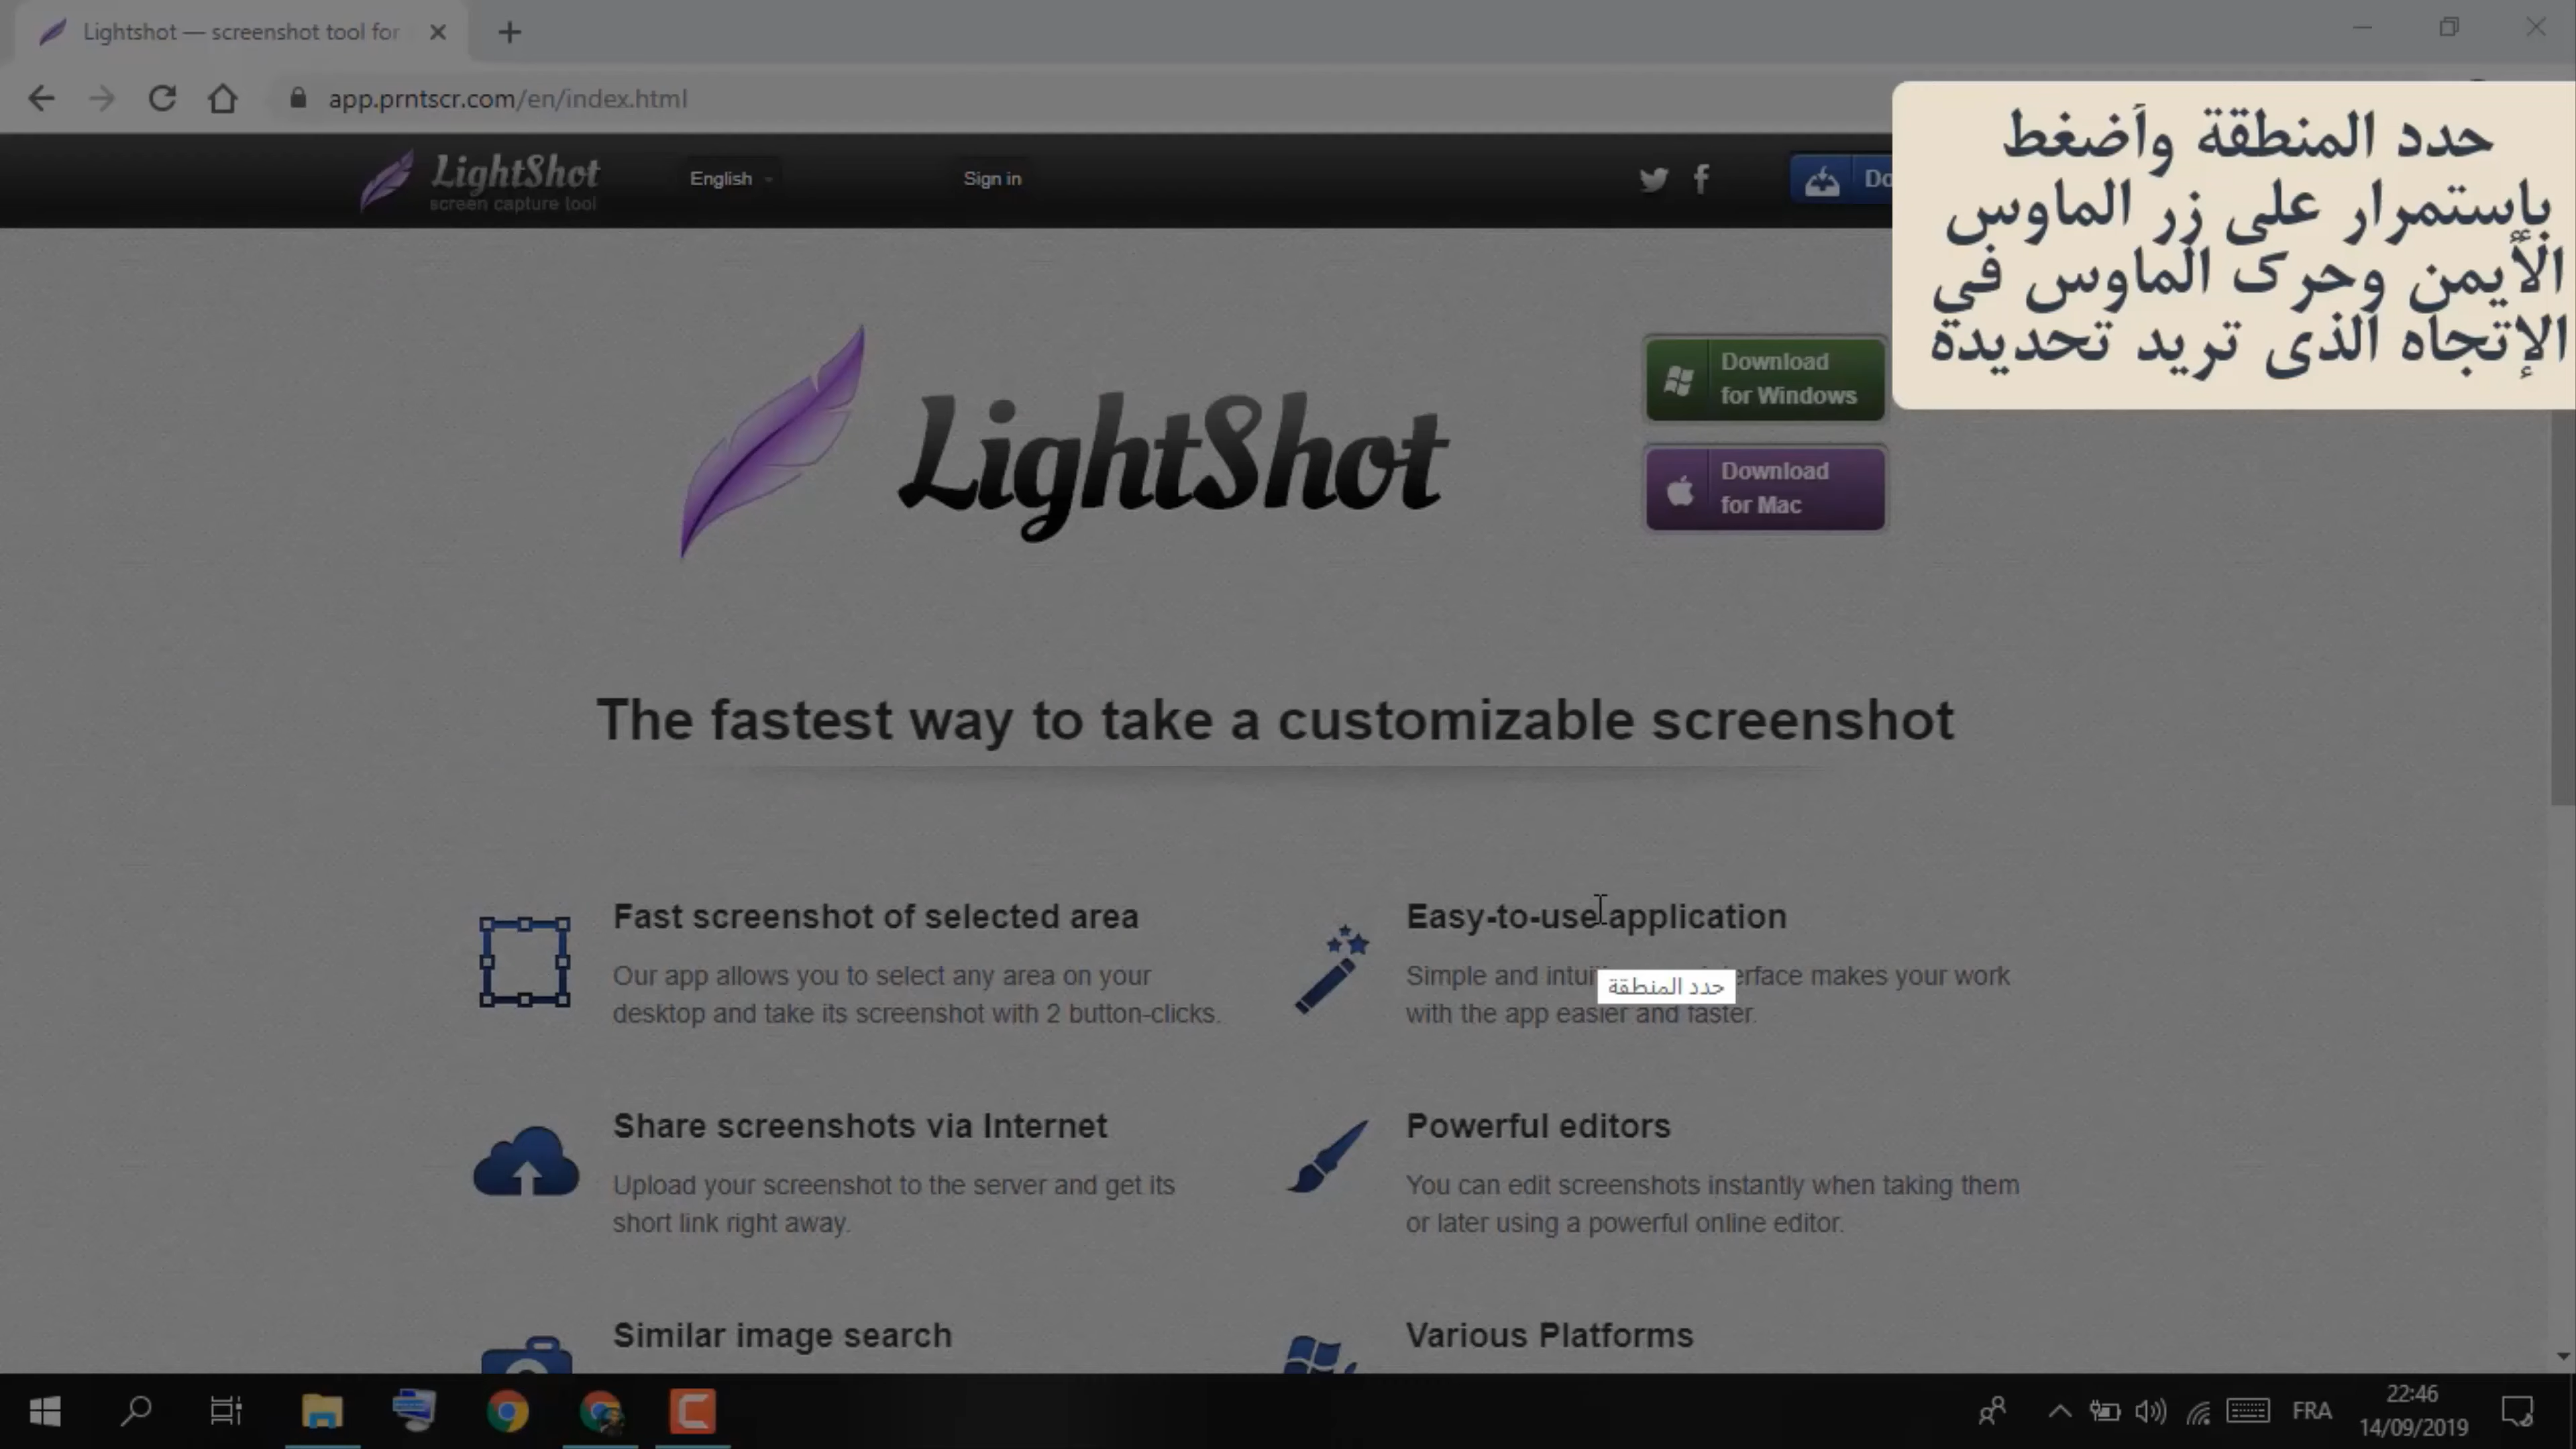 Lightshot — screenshot tool for
app.prntscr.com/en/index.html
LightShot
screen capture tool
English
Sign in
Do
حدد المنطقة وأضغط
بإستمرار على زر الماوس
الأيمن وحرك الماوس في
الإتجاه الذى تريد تحديدة
LightShot
Download
for Windows
Download
for Mac
The fastest way to take a customizable screenshot
Fast screenshot of selected area
Our app allows you to select any area on your
desktop and take its screenshot with 2 button-clicks.
Easy-to-use application
Simple and intui erface makes your work
with the app easier and faster.
حدد المنطقة
Share screenshots via Internet
Upload your screenshot to the server and get its
short link right away.
Powerful editors
You can edit screenshots instantly when taking them
or later using a powerful online editor.
Similar image search
Various Platforms
FRA
22:46
14/09/2019